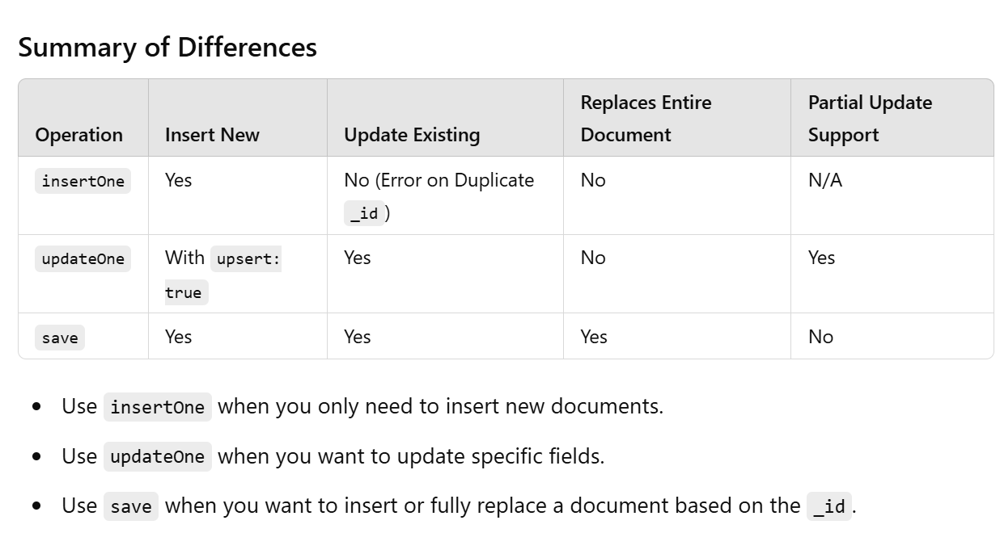 Summary of Differences
Operation Insert New Update Existing Replaces Entire Document Partial Update Support
insertOne Yes No (Error on Duplicate _id ) No N/A
updateOne With upsert: true Yes No Yes
save Yes Yes Yes No
• Use insertOne when you only need to insert new documents.
• Use updateOne when you want to update specific fields.
• Use save when you want to insert or fully replace a document based on the _id .